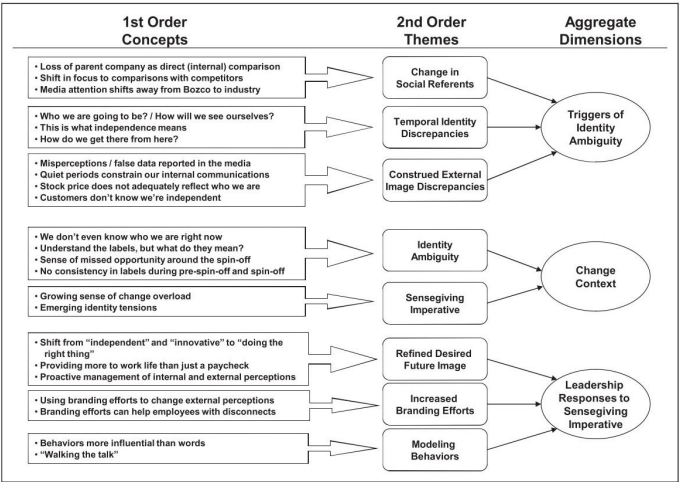 1st Order
Concepts
2nd Order
Themes
Aggregate
Dimensions
• Loss of parent company as direct (internal) comparison
• Shift in focus to comparisons with competitors
• Media attention shifts away from Bozco to industry
Change in
Social Referents
• Who we are going to be? / How will we see ourselves?
• This is what independence means
• How do we get there from here?
Temporal Identity
Discrepancies
• Misperceptions / false data reported in the media
• Quiet periods constrain our internal communications
• Stock price does not adequately reflect who we are
• Customers don't know we're independent
Construed External
Image Discrepancies
Triggers of
Identity
Ambiguity
• We don't even know who we are right now
• Understand the labels, but what do they mean?
• Sense of missed opportunity around the spin-off
• No consistency in labels during pre-spin-off and spin-off
Identity
Ambiguity
• Growing sense of change overload
• Emerging identity tensions
Sensegiving
Imperative
Change
Context
• Shift from “independent” and “innovative” to “doing the
right thing”
• Providing more to work life than just a paycheck
• Proactive management of internal and external perceptions
Refined Desired
Future Image
• Using branding efforts to change external perceptions
• Branding efforts can help employees with disconnects
Increased
Branding Efforts
• Behaviors more influential than words
• “Walking the talk”
Modeling
Behaviors
Leadership
Responses to
Sensegiving
Imperative